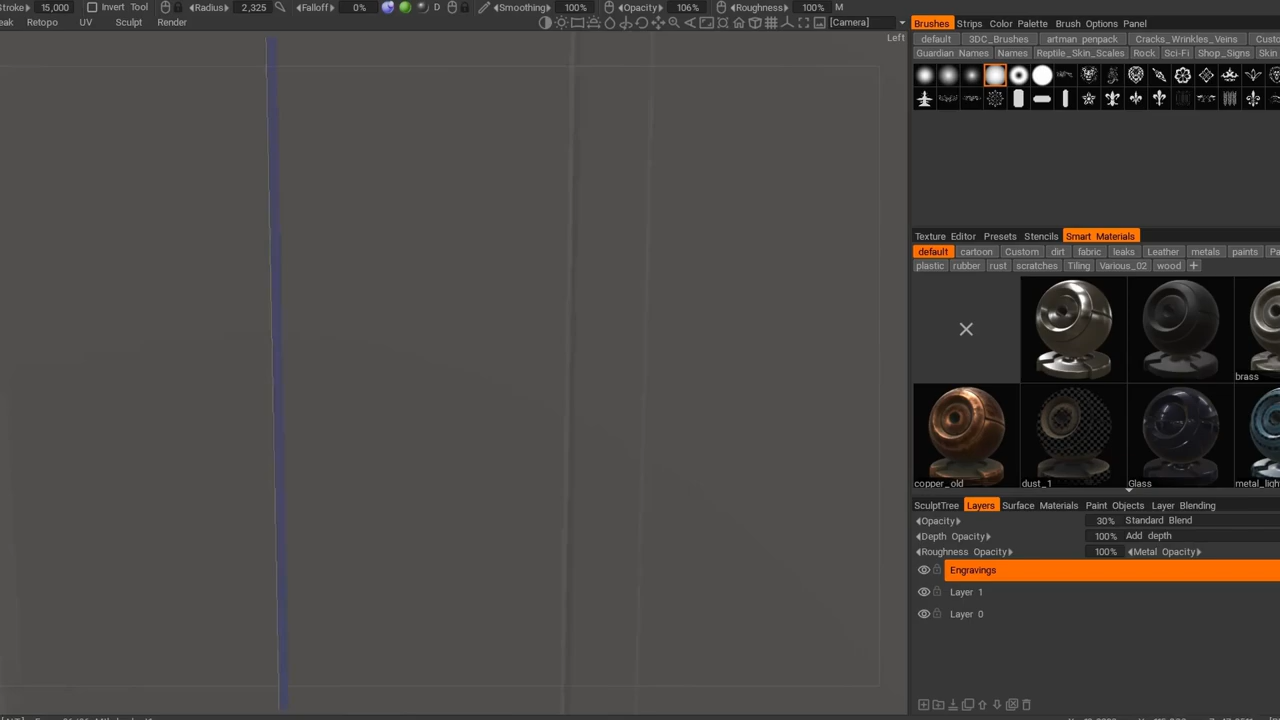 Stroke 15,000 Invert Tool Radius 2,325 Falloff 0% D Smoothing 100% Opacity 106% Roughness 100% M
eak Retopo UV Sculpt Render [Camera]
Left
Brushes Strips Color Palette Brush Options Panel
default 3DC_Brushes artman penpack Cracks_Wrinkles_Veins Custo
Guardian Names Names Reptile_Skin_Scales Rock Sci-Fi Shop_Signs Skin
Texture Editor Presets Stencils Smart Materials
default cartoon Custom dirt fabric leaks Leather metals paints Pa
plastic rubber rust scratches Tiling Various_02 wood +
brass
copper_old dust_1 Glass metal_ligh
SculptTree Layers Surface Materials Paint Objects Layer Blending
Opacity 30% Standard Blend
Depth Opacity 100% Add depth
Roughness Opacity 100% Metal Opacity
Engravings
Layer 1
Layer 0